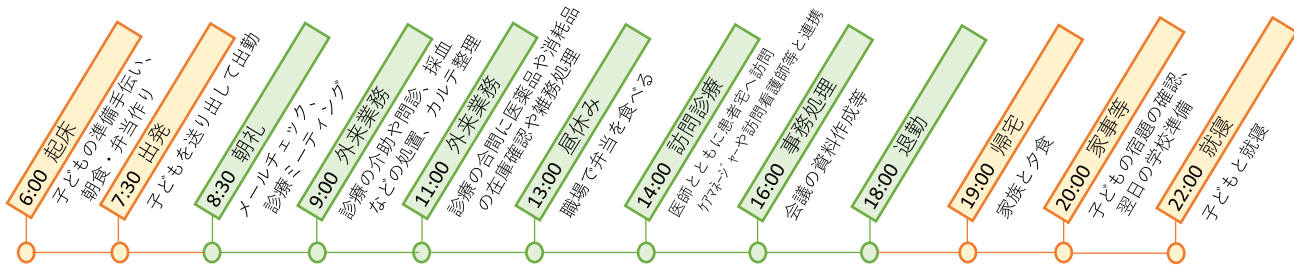 6:00 起床
子どもの準備手伝い、
朝食・弁当作り
7:30 出発
子どもを送り出して出勤
8:30 朝礼
メールチェック、
診療ミーティング
9:00 外来業務
診療の介助や問診、採血
などの処置、カルテ整理
11:00 外来業務
診療の合間に医薬品や消耗品
の在庫確認や雑務処理
13:00 昼休み
職場で弁当を食べる
14:00 訪問診療
医師とともに患者宅へ訪問
ケアマネージャーや訪問看護師等と連携
16:00 事務処理
会議の資料作成等
18:00 退勤
19:00 帰宅
家族と夕食
20:00 家事等
子どもの宿題の確認、
翌日の学校準備
22:00 就寝
子どもと就寝